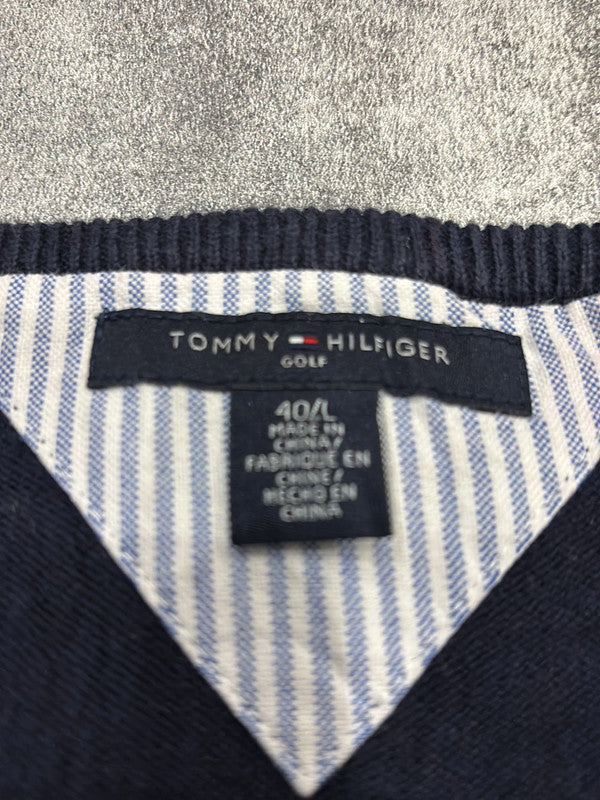 TOMMY HILFIGER
GOLF
40/L
MADE IN
CHINA/
FABRIQUE EN
CHINE/
HECHO EN
CHINA